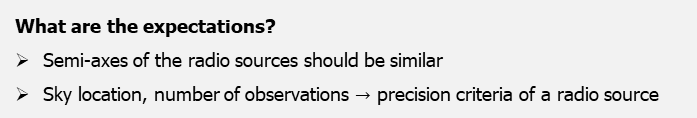 What are the expectations?
➢ Semi-axes of the radio sources should be similar
➢ Sky location, number of observations → precision criteria of a radio source